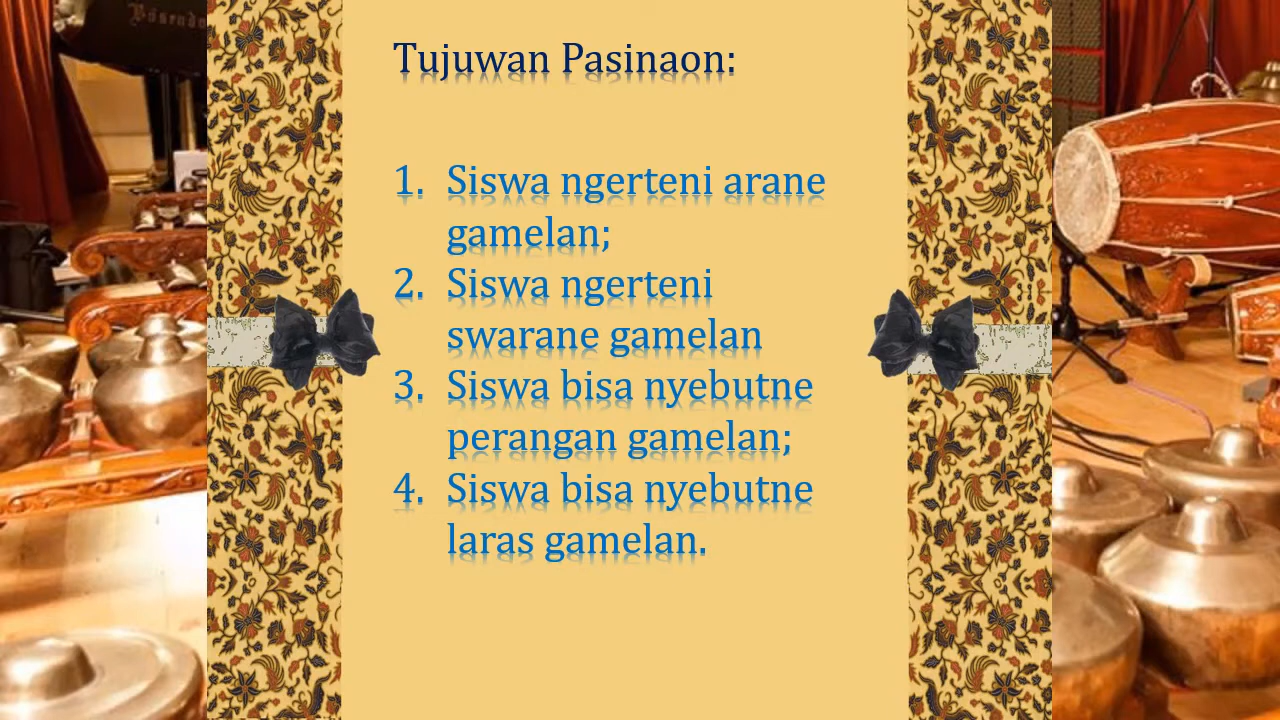 Bösendo
Tujuwan Pasinaon:
1. Siswa ngerteni arane
gamelan;
2. Siswa ngerteni
swarane gamelan
3. Siswa bisa nyebutne
perangan gamelan;
4. Siswa bisa nyebutne
laras gamelan.